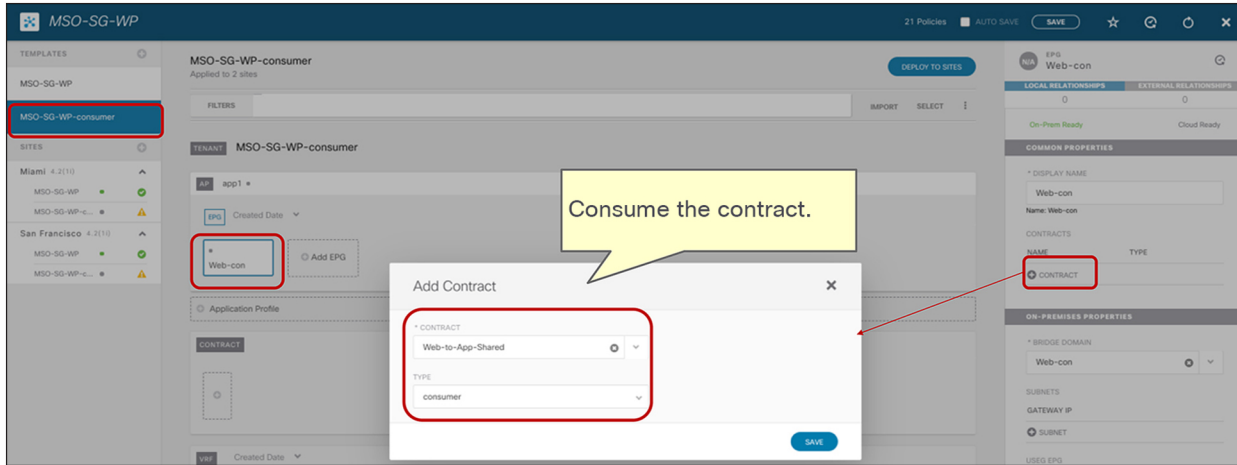 MSO-SG-WP
21 Policies AUTO SAVE SAVE
TEMPLATES
MSO-SG-WP
MSO-SG-WP-consumer
SITES
Miami 4.2(1i)
MSO-SG-WP
MSO-SG-WP-c...
San Francisco 4.2(1i)
MSO-SG-WP
MSO-SG-WP-c...
MSO-SG-WP-consumer
Applied to 2 sites
DEPLOY TO SITES
FILTERS
IMPORT SELECT
TENANT MSO-SG-WP-consumer
AP app1
EPG Created Date
Web-con
Add EPG
Application Profile
CONTRACT
VRF Created Date
Consume the contract.
Add Contract
* CONTRACT
Web-to-App-Shared
TYPE
consumer
SAVE
N/A EPG
Web-con
LOCAL RELATIONSHIPS EXTERNAL RELATIONSHIPS
0 0
On-Prem Ready Cloud Ready
COMMON PROPERTIES
* DISPLAY NAME
Web-con
Name: Web-con
CONTRACTS
NAME TYPE
CONTRACT
ON-PREMISES PROPERTIES
* BRIDGE DOMAIN
Web-con
SUBNETS
GATEWAY IP
SUBNET
USEG EPG